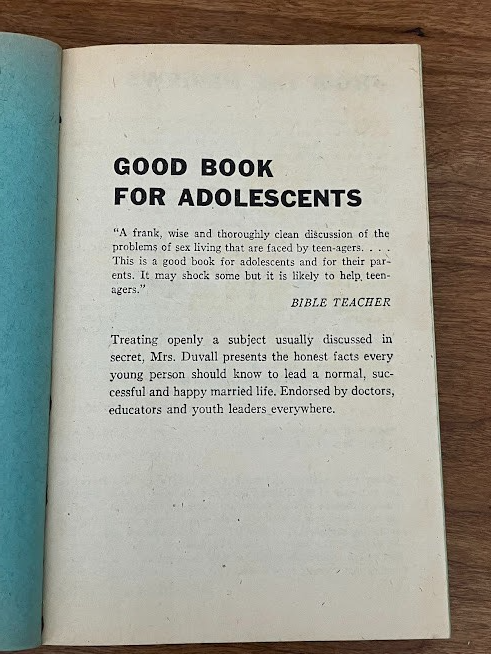 GOOD BOOK
FOR ADOLESCENTS
"A frank, wise and thoroughly clean discussion of the
problems of sex living that are faced by teen-agers. . . .
This is a good book for adolescents and for their par-
ents. It may shock some but it is likely to help teen-
agers."
BIBLE TEACHER
Treating openly a subject usually discussed in
secret, Mrs. Duvall presents the honest facts every
young person should know to lead a normal, suc-
cessful and happy married life. Endorsed by doctors,
educators and youth leaders everywhere.